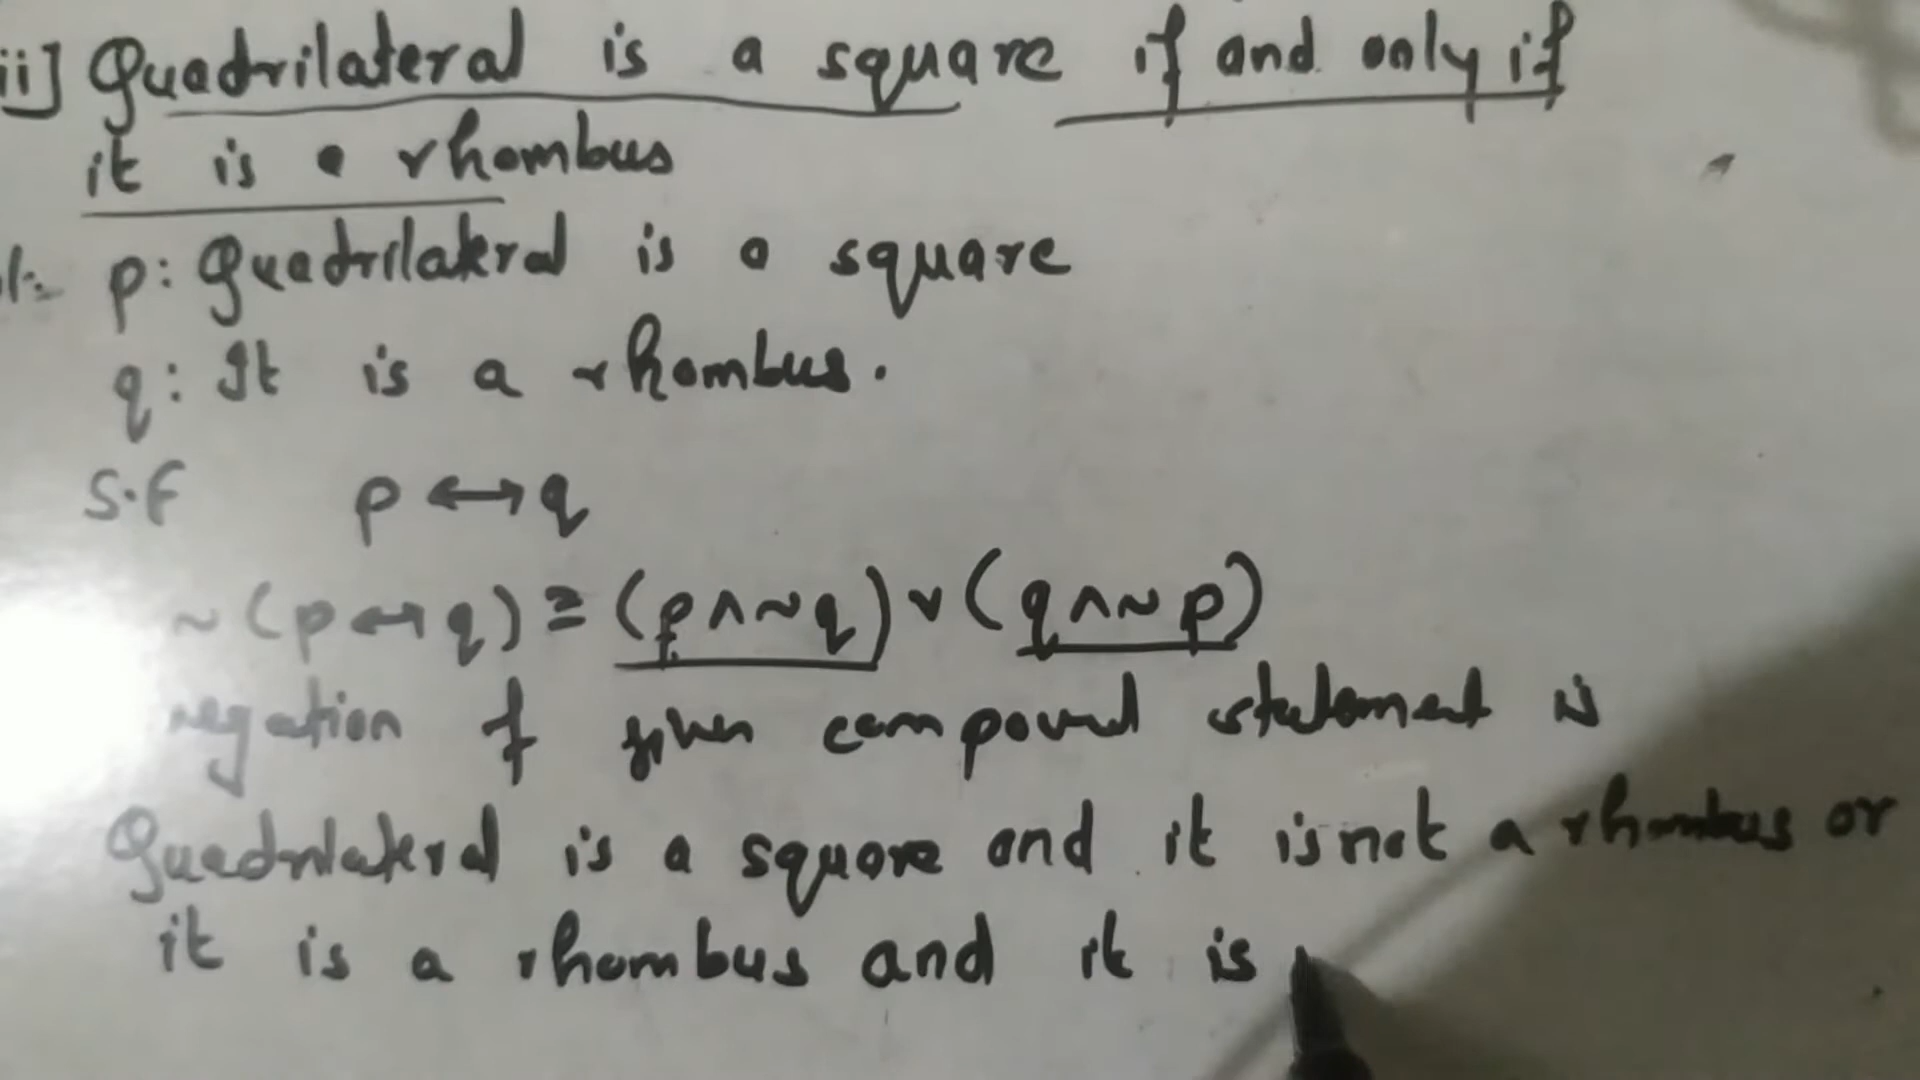 ii] Quadrilateral is a square if and only if
it is a rhombus
p: Quadrilateral is a square
q: It is a rhombus.
S.F p ↔ q
~(p↔q) ≡ (p∧~q)∨(q∧~p)
negation of given compound statement is
Quadrilateral is a square and it is not a rhombus or
it is a rhombus and it is